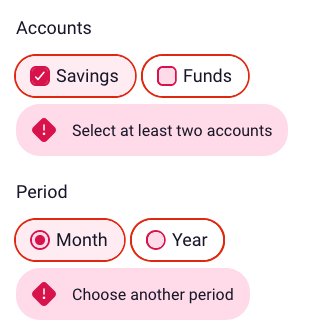 Accounts
Savings Funds
Select at least two accounts
Period
Month Year
Choose another period